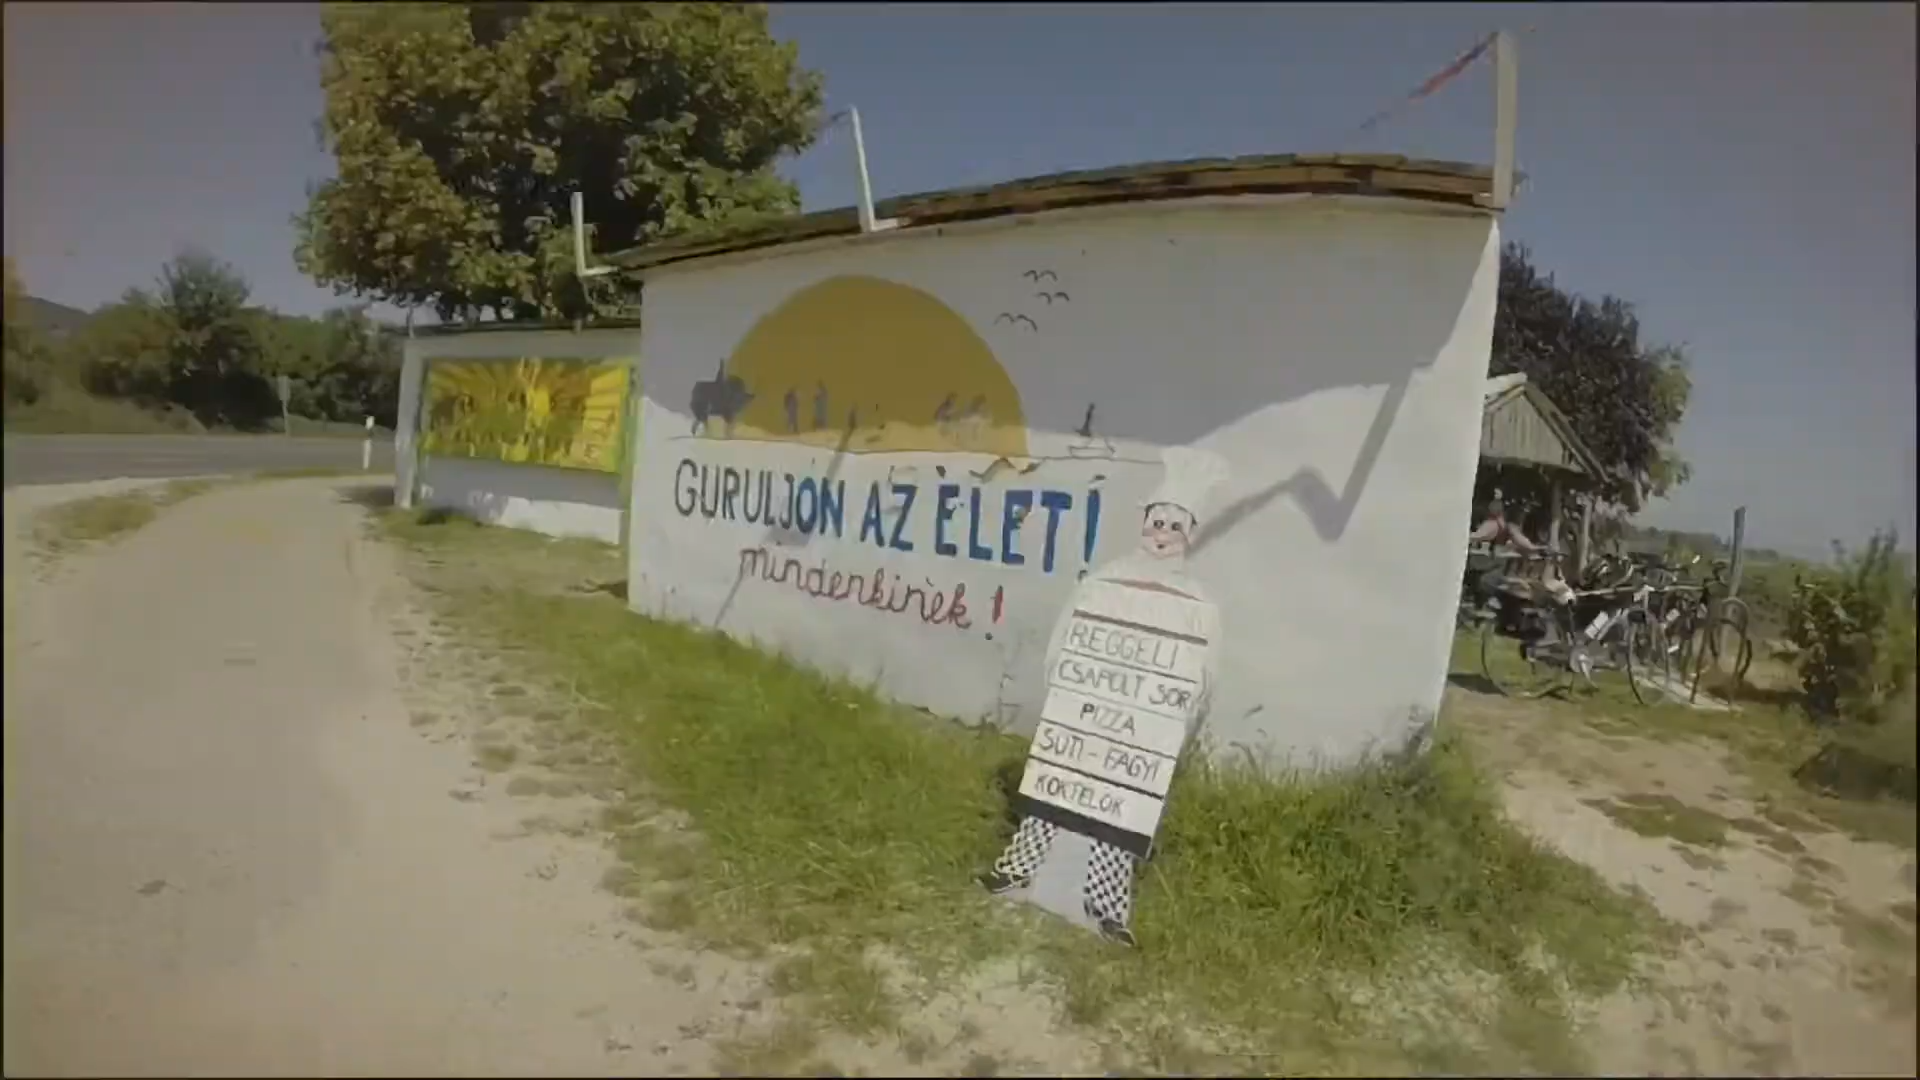 GURULJON AZ ÉLET!
mindenkinek!
REGGELI
CSAPOLT SÖR
PIZZA
SÜTI - FAGYI
KOKTÉLOK